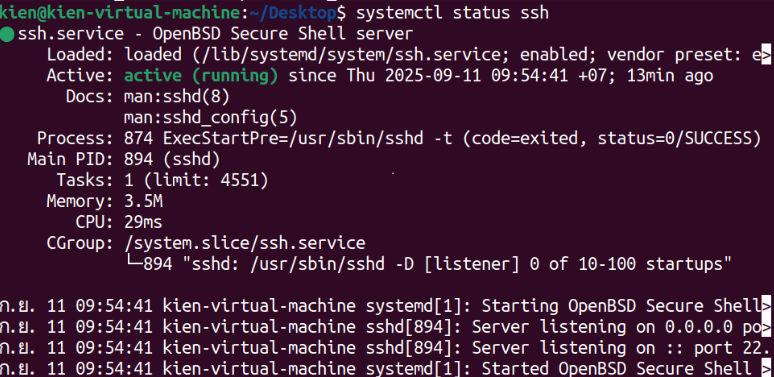 kien@kien-virtual-machine:~/Desktop$ systemctl status ssh
● ssh.service - OpenBSD Secure Shell server
Loaded: loaded (/lib/systemd/system/ssh.service; enabled; vendor preset: e>
Active: active (running) since Thu 2025-09-11 09:54:41 +07; 13min ago
Docs: man:sshd(8)
man:sshd_config(5)
Process: 874 ExecStartPre=/usr/sbin/sshd -t (code=exited, status=0/SUCCESS)
Main PID: 894 (sshd)
Tasks: 1 (limit: 4551)
Memory: 3.5M
CPU: 29ms
CGroup: /system.slice/ssh.service
└─894 "sshd: /usr/sbin/sshd -D [listener] 0 of 10-100 startups"
ก.ย. 11 09:54:41 kien-virtual-machine systemd[1]: Starting OpenBSD Secure Shell>
ก.ย. 11 09:54:41 kien-virtual-machine sshd[894]: Server listening on 0.0.0.0 po>
ก.ย. 11 09:54:41 kien-virtual-machine sshd[894]: Server listening on :: port 22.
ก.ย. 11 09:54:41 kien-virtual-machine systemd[1]: Started OpenBSD Secure Shell >